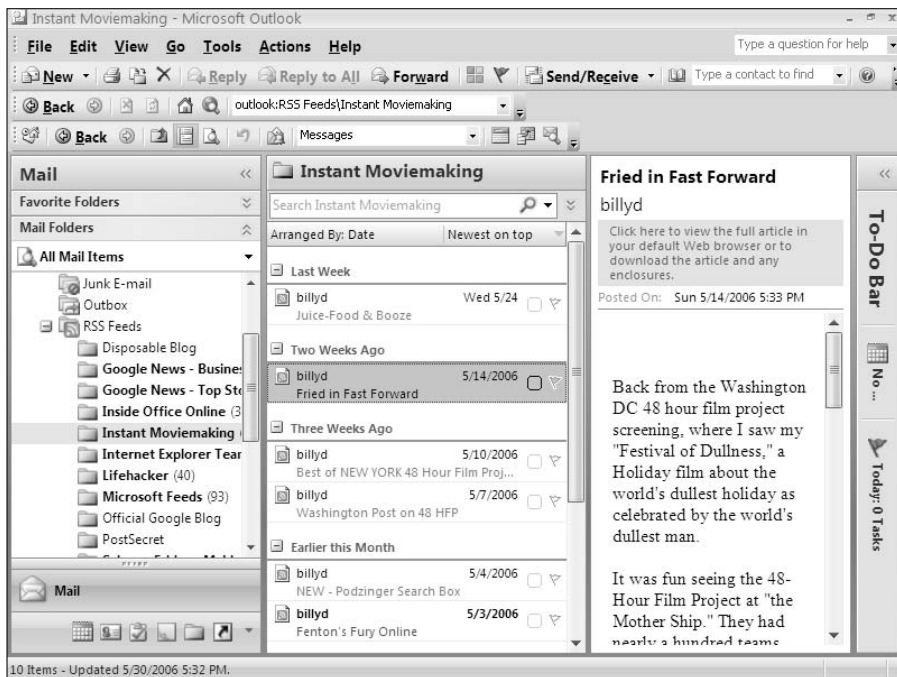 Instant Moviemaking - Microsoft Outlook
File Edit View Go Tools Actions Help
Type a question for help
New Reply Reply to All Forward Send/Receive Type a contact to find
Back outlook:RSS Feeds\Instant Moviemaking
Back Messages
Mail
Favorite Folders
Mail Folders
All Mail Items
Junk E-mail
Outbox
RSS Feeds
Disposable Blog
Google News - Busine
Google News - Top Sto
Inside Office Online (3
Instant Moviemaking (
Internet Explorer Tear
Lifehacker (40)
Microsoft Feeds (93)
Official Google Blog
PostSecret
Mail
Instant Moviemaking
Search Instant Moviemaking
Arranged By: Date Newest on top
Last Week
billyd Wed 5/24
Juice-Food & Booze
Two Weeks Ago
billyd 5/14/2006
Fried in Fast Forward
Three Weeks Ago
billyd 5/10/2006
Best of NEW YORK 48 Hour Film Proj...
billyd 5/7/2006
Washington Post on 48 HFP
Earlier this Month
billyd 5/4/2006
NEW - Podzinger Search Box
billyd 5/3/2006
Fenton's Fury Online
Fried in Fast Forward
billyd
Click here to view the full article in
your default Web browser or to
download the article and any
enclosures.
Posted On: Sun 5/14/2006 5:33 PM
Back from the Washington
DC 48 hour film project
screening, where I saw my
"Festival of Dullness," a
Holiday film about the
world's dullest holiday as
celebrated by the world's
dullest man.
It was fun seeing the 48-
Hour Film Project at "the
Mother Ship." They had
nearly a hundred teams
To-Do Bar
No ...
Today: 0 Tasks
10 Items - Updated 5/30/2006 5:32 PM.